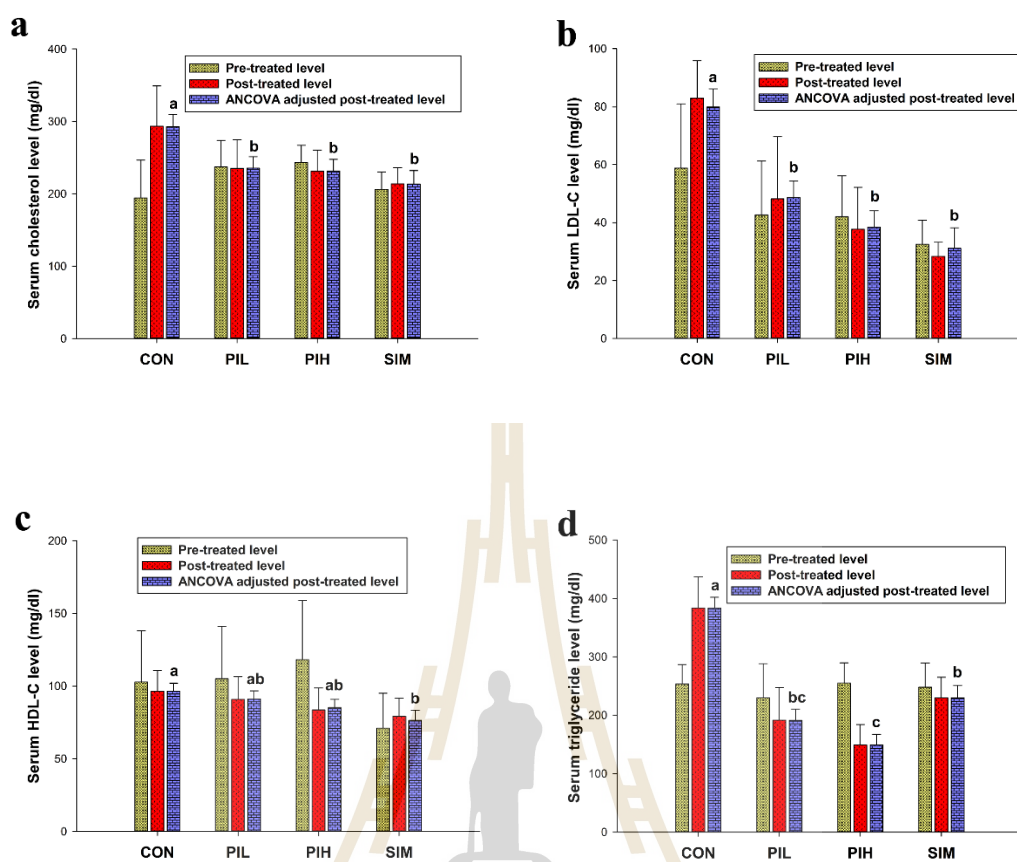 a
Serum cholesterol level (mg/dl)
400
300
200
100
0
Pre-treated level
Post-treated level
ANCOVA adjusted post-treated level
a
b
b
b
CON PIL PIH SIM
b
Serum LDL-C level (mg/dl)
100
80
60
40
20
0
Pre-treated level
Post-treated level
ANCOVA adjusted post-treated level
a
b
b
b
CON PIL PIH SIM
c
Serum HDL-C level (mg/dl)
200
150
100
50
0
Pre-treated level
Post-treated level
ANCOVA adjusted post-treated level
a
ab
ab
b
CON PIL PIH SIM
d
Serum triglyceride level (mg/dl)
500
400
300
200
100
0
Pre-treated level
Post-treated level
ANCOVA adjusted post-treated level
a
bc
c
b
CON PIL PIH SIM